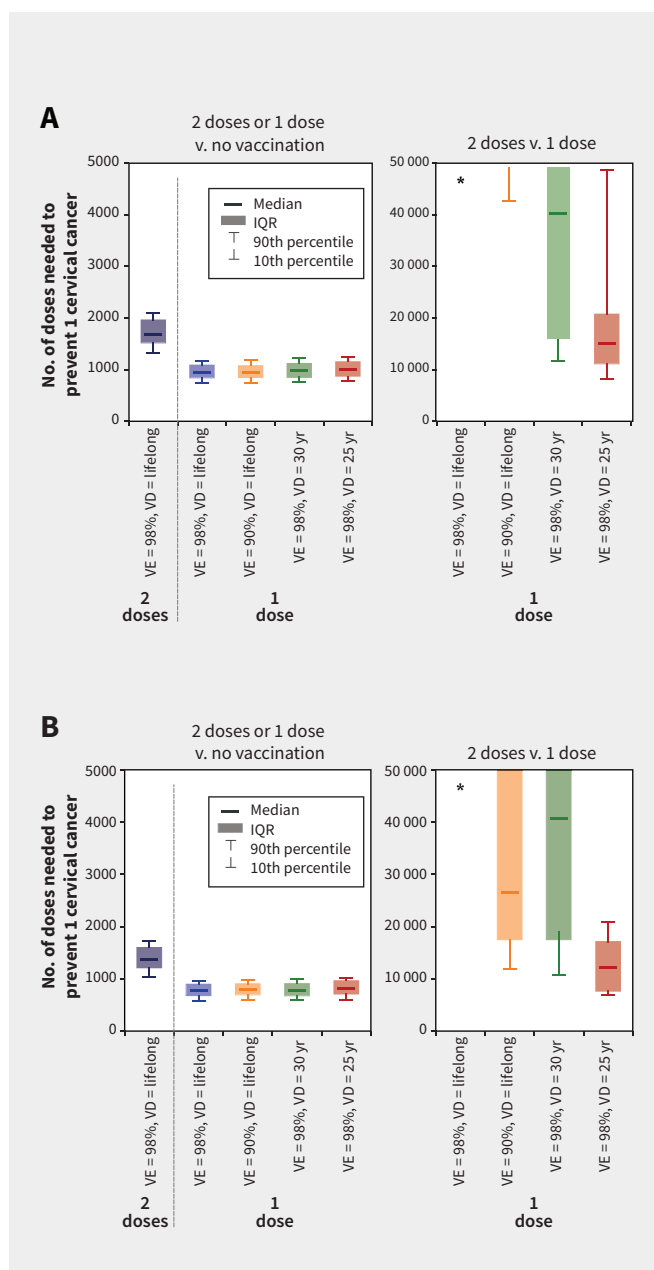 A
2 doses or 1 dose
v. no vaccination
2 doses v. 1 dose
No. of doses needed to
prevent 1 cervical cancer
5000
4000
3000
2000
1000
0
Median
IQR
90th percentile
10th percentile
50 000
40 000
30 000
20 000
10 000
0
*
VE = 98%, VD = lifelong
VE = 98%, VD = lifelong
VE = 90%, VD = lifelong
VE = 98%, VD = 30 yr
VE = 98%, VD = 25 yr
VE = 98%, VD = lifelong
VE = 90%, VD = lifelong
VE = 98%, VD = 30 yr
VE = 98%, VD = 25 yr
2
doses
1
dose
1
dose
B
2 doses or 1 dose
v. no vaccination
2 doses v. 1 dose
No. of doses needed to
prevent 1 cervical cancer
5000
4000
3000
2000
1000
0
Median
IQR
90th percentile
10th percentile
50 000
40 000
30 000
20 000
10 000
0
*
VE = 98%, VD = lifelong
VE = 98%, VD = lifelong
VE = 90%, VD = lifelong
VE = 98%, VD = 30 yr
VE = 98%, VD = 25 yr
VE = 98%, VD = lifelong
VE = 90%, VD = lifelong
VE = 98%, VD = 30 yr
VE = 98%, VD = 25 yr
2
doses
1
dose
1
dose